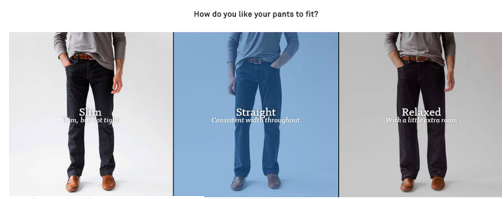 How do you like your pants to fit?
Slim
Trim, but not tight
Straight
Consistent width throughout
Relaxed
With a little extra room